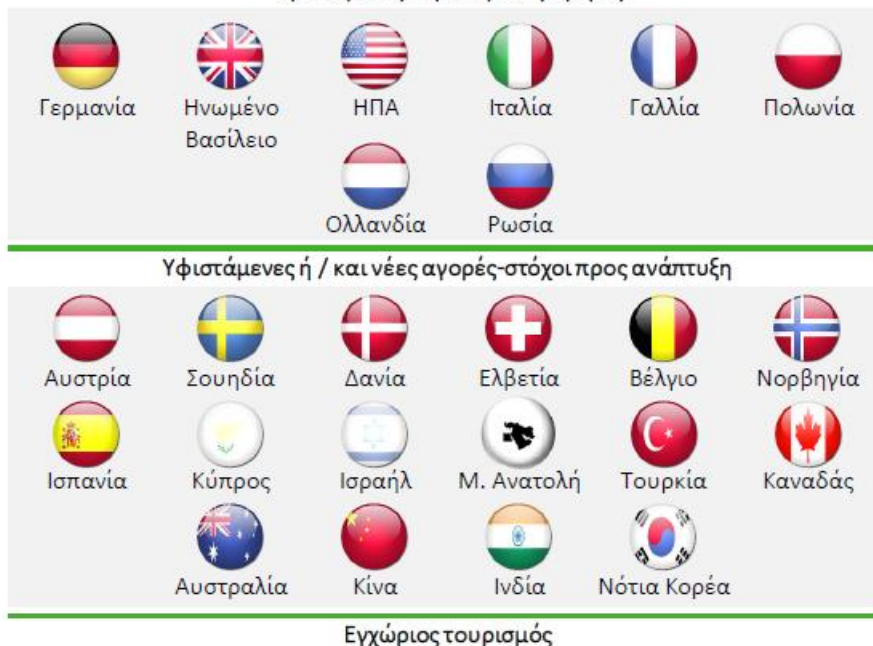 Γερμανία Ηνωμένο Βασίλειο ΗΠΑ Ιταλία Γαλλία Πολωνία
Ολλανδία Ρωσία
Υφιστάμενες ή / και νέες αγορές-στόχοι προς ανάπτυξη
Αυστρία Σουηδία Δανία Ελβετία Βέλγιο Νορβηγία
Ισπανία Κύπρος Ισραήλ Μ. Ανατολή Τουρκία Καναδάς
Αυστραλία Κίνα Ινδία Νότια Κορέα
Εγχώριος τουρισμός